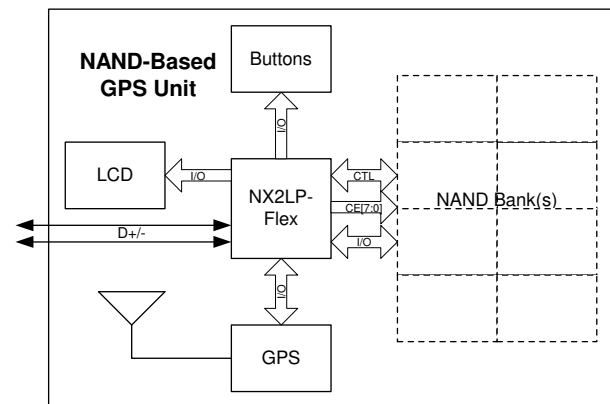 NAND-Based
GPS Unit
Buttons
I/O
LCD
I/O
NX2LP-
Flex
CTL
CE[7:0]
I/O
NAND Bank(s)
D+/-
I/O
GPS